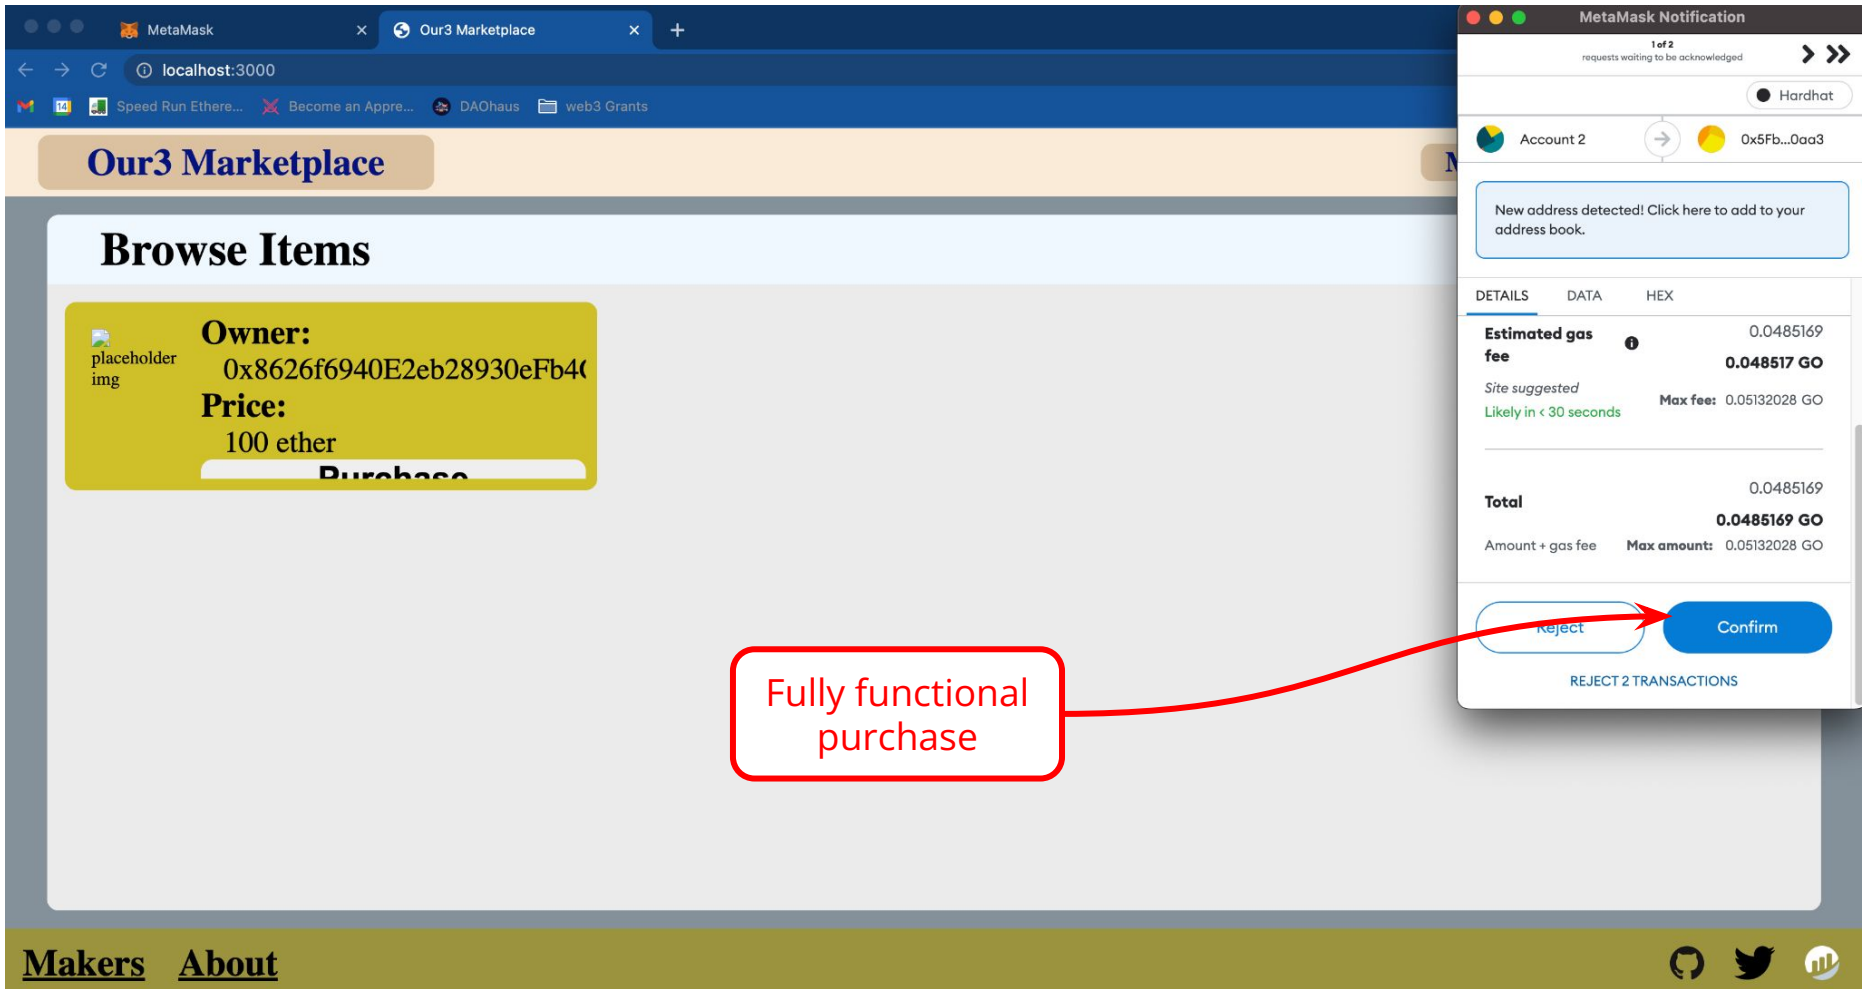 MetaMask
Our3 Marketplace
localhost:3000
14
Speed Run Ethere...
Become an Appre...
DAOhaus
web3 Grants
Our3 Marketplace
Browse Items
placeholder
img
Owner:
0x8626f6940E2eb28930eFb4
Price:
100 ether
Purchase
Fully functional
purchase
Makers
About
MetaMask Notification
1 of 2
requests waiting to be acknowledged
Hardhat
Account 2
0x5Fb...0aa3
New address detected! Click here to add to your
address book.
DETAILS DATA HEX
Estimated gas
fee
0.0485169
0.048517 GO
Site suggested
Likely in < 30 seconds
Max fee: 0.05132028 GO
Total
0.0485169
0.0485169 GO
Amount + gas fee
Max amount: 0.05132028 GO
Reject
Confirm
REJECT 2 TRANSACTIONS